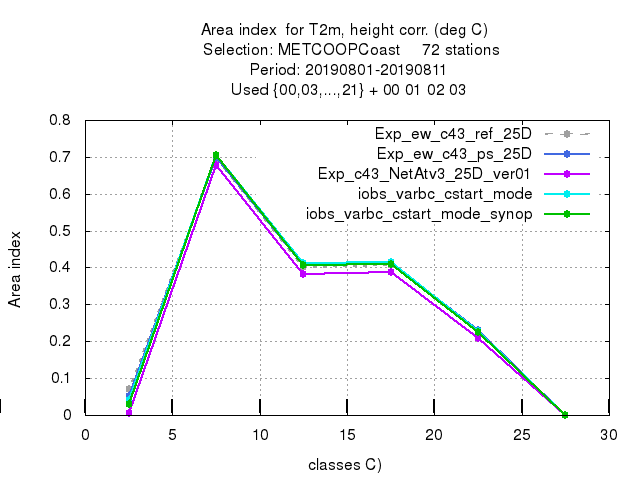 Area index  for T2m, height corr. (deg C)
Selection: METCOOPCoast     72 stations
Period: 20190801-20190811
Used {00,03,...,21} + 00 01 02 03
Exp_ew_c43_ref_25D
Exp_ew_c43_ps_25D
Exp_c43_NetAtv3_25D_ver01
iobs_varbc_cstart_mode
iobs_varbc_cstart_mode_synop
0.8
0.7
0.6
0.5
0.4
0.3
0.2
0.1
0
Area index
0 5 10 15 20 25 30
classes C)